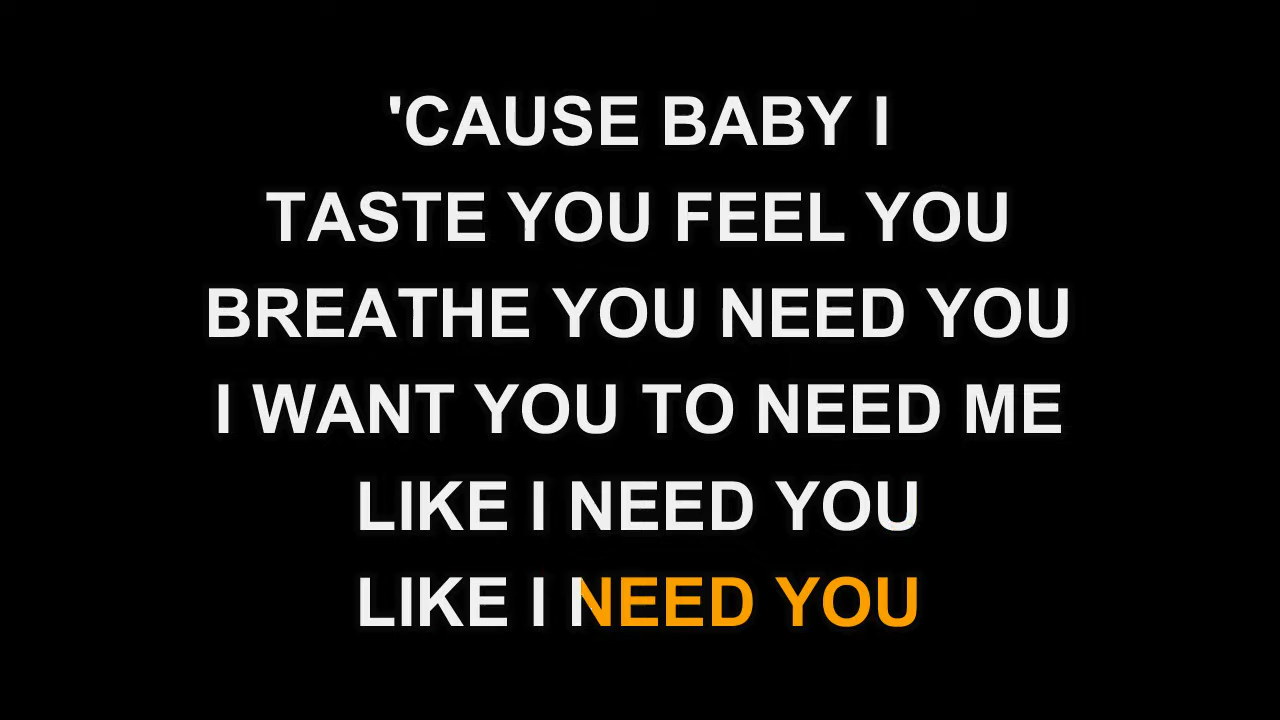 'CAUSE BABY I
TASTE YOU FEEL YOU
BREATHE YOU NEED YOU
I WANT YOU TO NEED ME
LIKE I NEED YOU
LIKE I NEED YOU